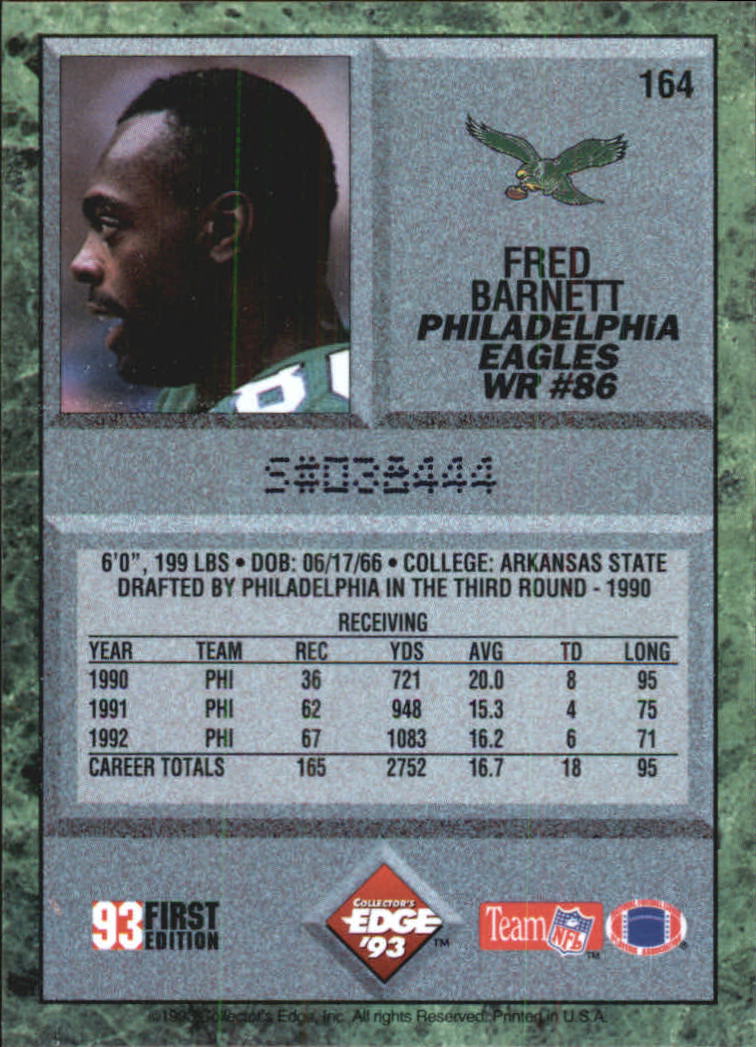 164
FRED
BARNETT
PHILADELPHiA
EAGLES
WR #86
8
S#038444
6'0", 199 LBS • DOB: 06/17/66 • COLLEGE: ARKANSAS STATE
DRAFTED BY PHILADELPHIA IN THE THIRD ROUND - 1990
RECEIVING
YEAR TEAM REC YDS AVG TD LONG
1990 PHI 36 721 20.0 8 95
1991 PHI 62 948 15.3 4 75
1992 PHI 67 1083 16.2 6 71
CAREER TOTALS 165 2752 16.7 18 95
93 FIRST
EDITION
COLLECTOR'S
EDGE
'93 TM
Team NFL TM
©1993 Collector's Edge, Inc. All rights Reserved. Printed in U.S.A.